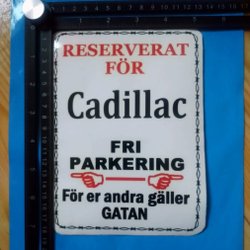 RESERVERAT
FÖR
Cadillac
FRI
PARKERING
För er andra gäller
GATAN